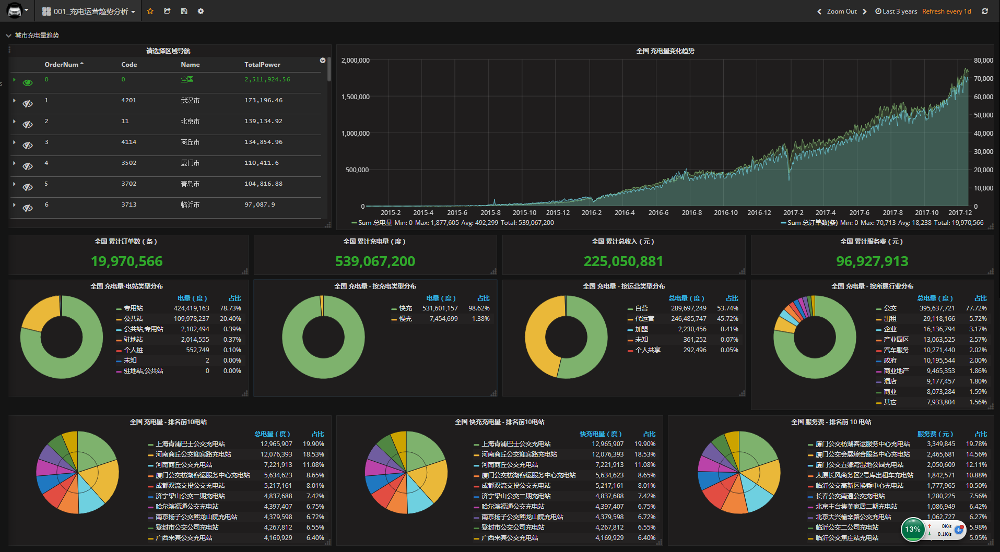 001_充电运营趋势分析
Zoom Out
Last 3 years
Refresh every 1d
城市充电量趋势
请选择区域导航
OrderNum Code Name TotalPower
0 0 全国 2,511,924.56
1 4201 武汉市 173,196.46
2 11 北京市 139,134.92
3 4114 商丘市 134,854.96
4 3502 厦门市 110,411.6
5 3702 青岛市 104,816.88
6 3713 临沂市 97,087.9
全国 充电量变化趋势
2,000,000
1,500,000
1,000,000
500,000
0
80,000
70,000
60,000
50,000
40,000
30,000
20,000
10,000
0
2015-2 2015-4 2015-6 2015-8 2015-10 2015-12 2016-2 2016-4 2016-6 2016-8 2016-10 2016-12 2017-2 2017-4 2017-6 2017-8 2017-10 2017-12
Sum 总电量 Min: 0 Max: 1,877,605 Avg: 492,299 Total: 539,067,200
Sum 总订单数(条) Min: 0 Max: 70,713 Avg: 18,238 Total: 19,970,566
全国 累计订单数（条）
19,970,566
全国 累计充电量（度）
539,067,200
全国 累计总收入（元）
225,050,881
全国 累计服务费（元）
96,927,913
全国 充电量-电站类型分布
电量（度） 占比
专用站 424,419,163 78.73%
公共站 109,978,237 20.40%
公共站,专用站 2,102,494 0.39%
驻地站 2,014,555 0.37%
个人桩 552,749 0.10%
未知 2 0.00%
驻地站,公共站 0 0.00%
全国 充电量 - 按充电类型分布
电量（度） 占比
快充 531,601,157 98.62%
慢充 7,454,699 1.38%
全国 充电量 - 按运营类型分布
总电量（度） 占比
自营 289,697,249 53.74%
代运营 246,485,747 45.72%
加盟 2,230,456 0.41%
未知 361,252 0.07%
个人共享 292,496 0.05%
全国 充电量 - 按所属行业分布
总电量（度） 占比
公交 395,637,721 77.72%
出租 29,118,166 5.72%
企业 16,136,794 3.17%
产业园区 13,063,525 2.57%
汽车服务 10,271,440 2.02%
政府 10,195,544 2.00%
商业地产 9,465,353 1.86%
酒店 9,177,457 1.80%
商业 8,073,284 1.59%
其它 7,933,804 1.56%
全国 充电量 - 排名前10电站
总电量（度） 占比
上海青浦巴士公交充电站 12,965,907 19.90%
河南商丘公交迎宾路充电站 12,076,393 18.53%
河南商丘公交充电站 7,221,913 11.08%
厦门公交枋湖客运服务中心充电站 5,634,623 8.65%
成都双流交投公交充电站 5,217,161 8.01%
济宁梁山公交二期充电站 4,837,688 7.42%
哈尔滨福通公交充电站 4,397,407 6.75%
南京扬子公交熙龙山院充电站 4,379,598 6.72%
登封市公交公司充电站 4,267,812 6.55%
广西来宾公交充电站 4,169,929 6.40%
全国 快充充电量 - 排名前10电站
快充电量（度） 占比
上海青浦巴士公交充电站 12,965,907 19.90%
河南商丘公交迎宾路充电站 12,076,393 18.53%
河南商丘公交充电站 7,221,913 11.08%
厦门公交枋湖客运服务中心充电站 5,634,623 8.65%
成都双流交投公交充电站 5,217,161 8.01%
济宁梁山公交二期充电站 4,837,688 7.42%
哈尔滨福通公交充电站 4,397,407 6.75%
南京扬子公交熙龙山院充电站 4,379,598 6.72%
登封市公交公司充电站 4,267,812 6.55%
广西来宾公交充电站 4,169,929 6.40%
全国 服务费 - 排名前 10 电站
服务费（元） 占比
厦门公交枋湖客运服务中心充电站 3,349,845 19.78%
厦门公交会展综合服务中心充电站 2,465,681 14.56%
厦门公交五缘湾湿地公园充电站 2,050,609 12.11%
太原长风商务区2号库出租车充电站 1,842,571 10.88%
临沂公交高新区换乘中心充电站 1,777,965 10.50%
长春公交南通公交充电站 1,280,225 7.56%
北京丰台集美家居二期充电站 1,086,949 6.42%
北京大兴榆辛路公交充电站 1,062,727 6.27%
临沂公交二公司充电站 5.98%
临沂公交焦庄站充电站 5.95%
13%
0K/s
0.1K/s